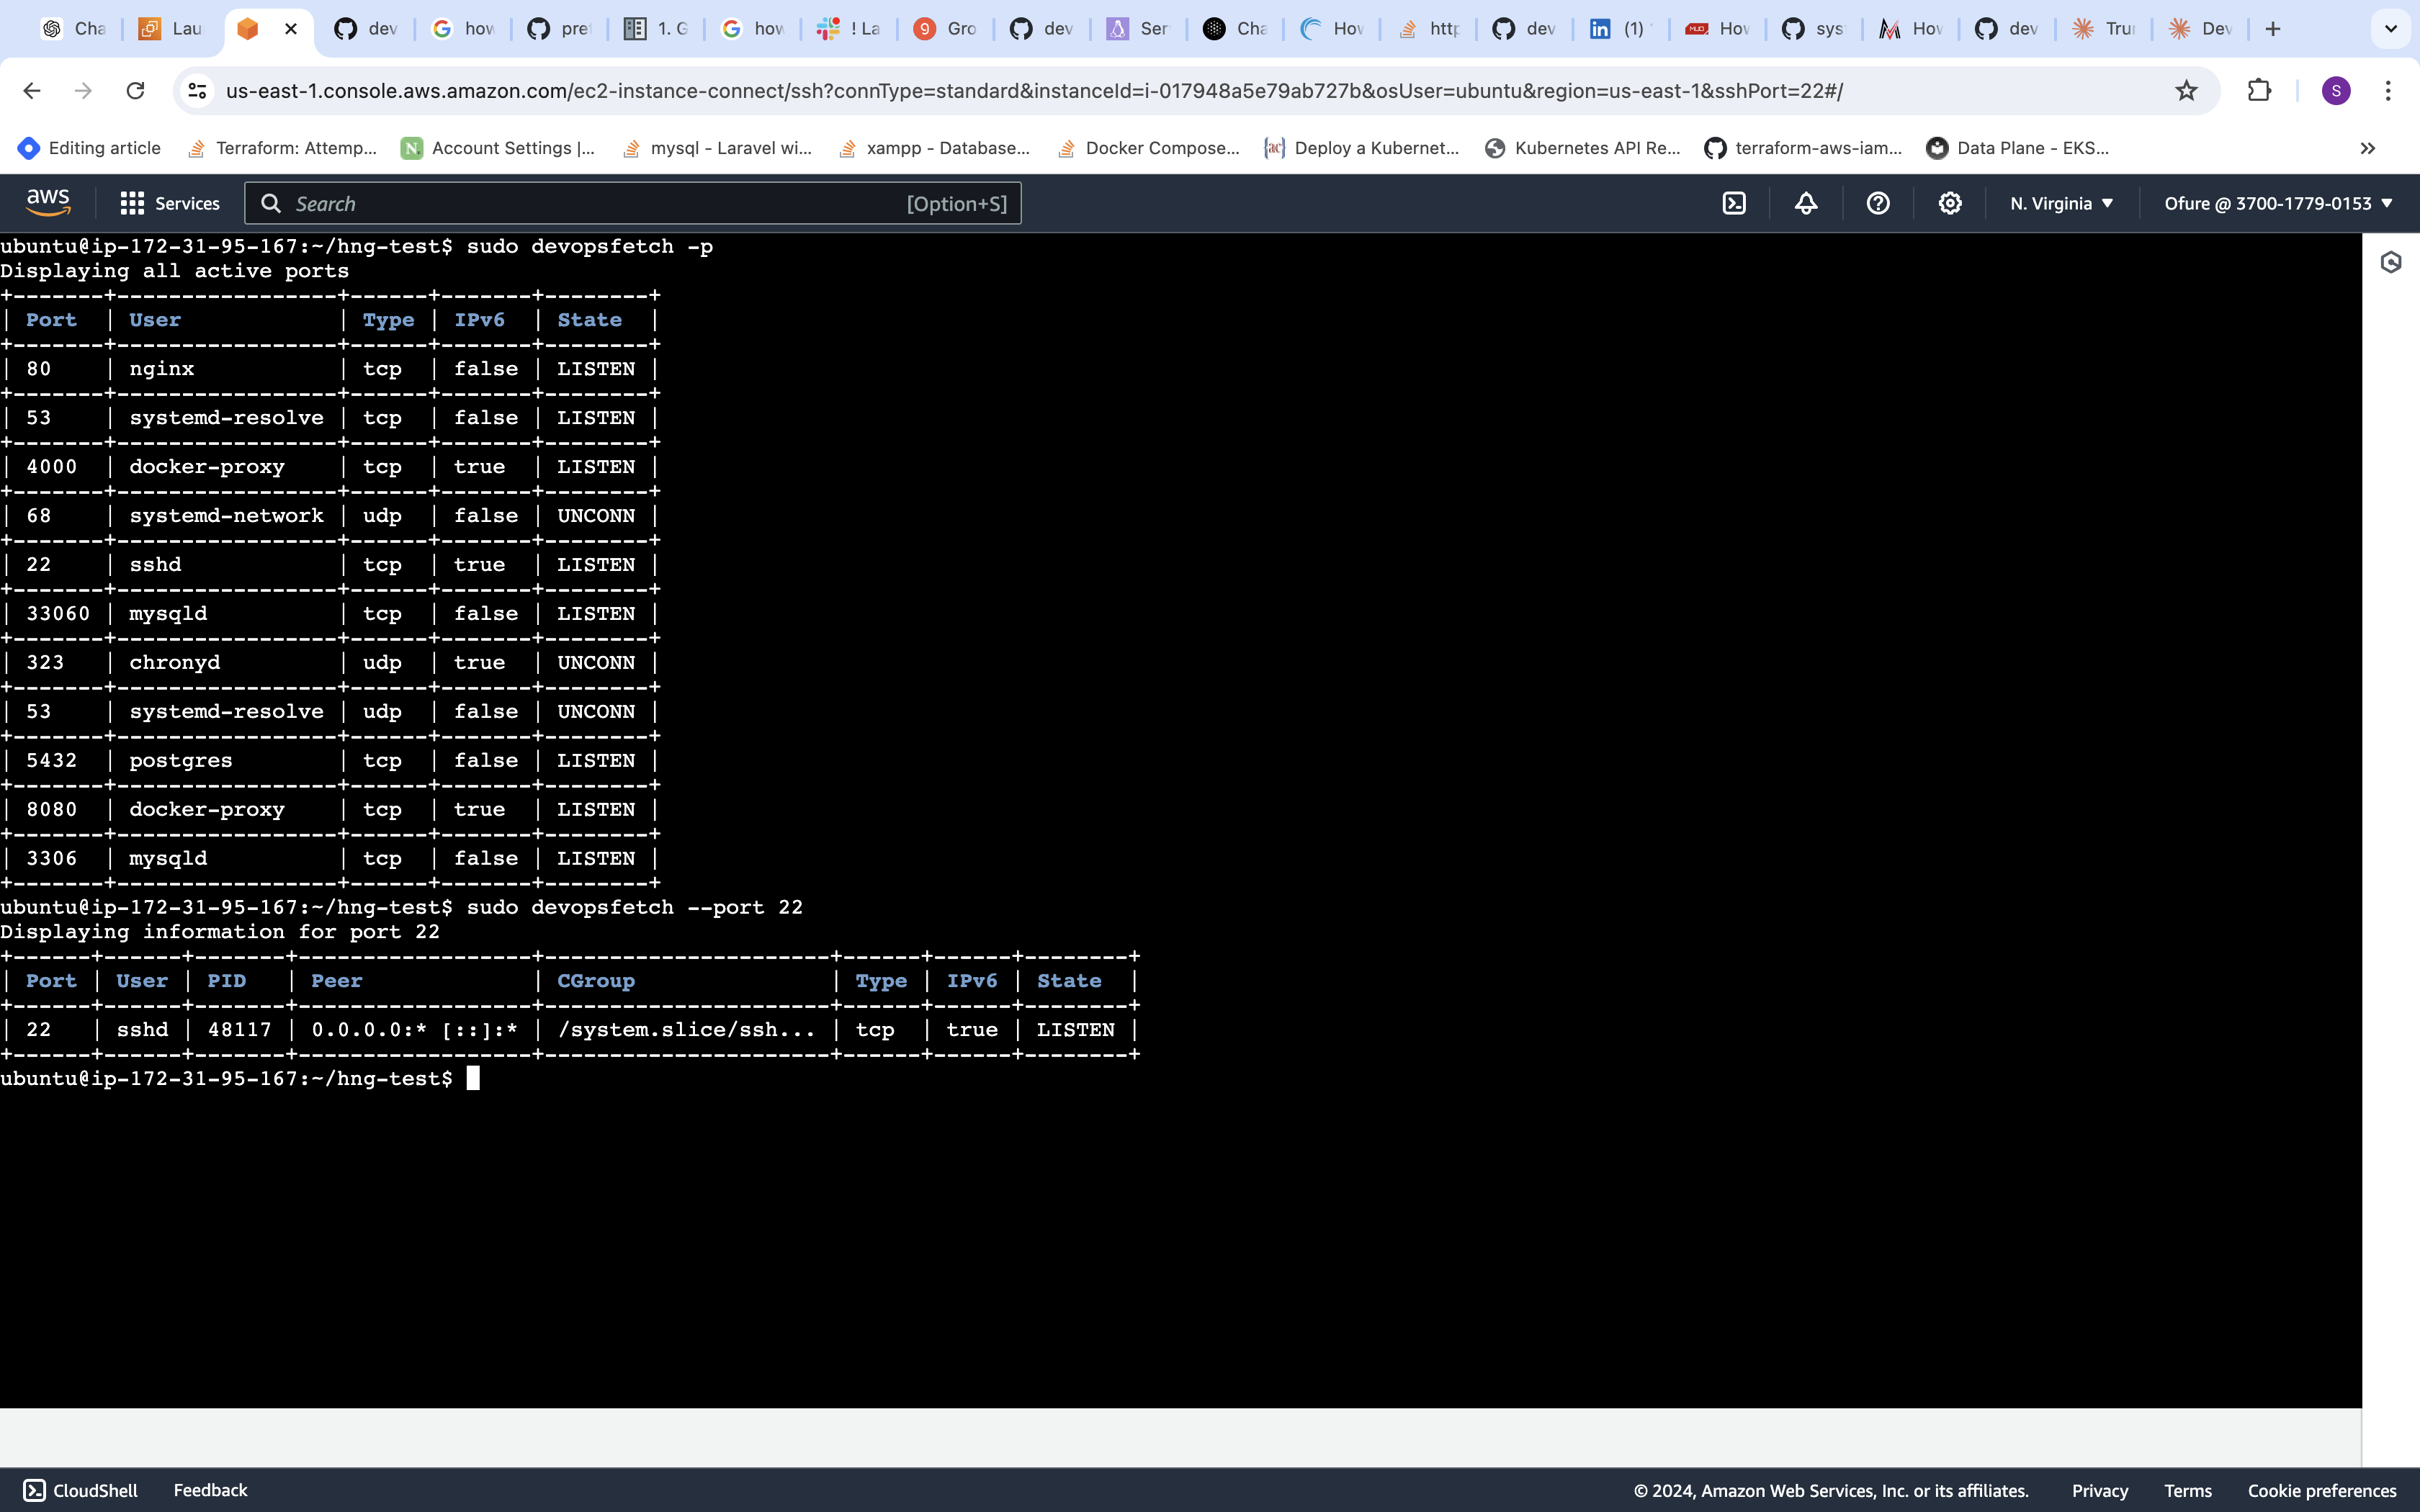 Cha Lau dev how pre 1. G how ! La Gro dev Ser Cha How http dev (1) How sys How dev Tru Dev
us-east-1.console.aws.amazon.com/ec2-instance-connect/ssh?connType=standard&instanceId=i-017948a5e79ab727b&osUser=ubuntu&region=us-east-1&sshPort=22#/ S
Editing article Terraform: Attemp... Account Settings |... mysql - Laravel wi... xampp - Database... Docker Compose... Deploy a Kubernet... Kubernetes API Re... terraform-aws-iam... Data Plane - EKS...
aws Services Search [Option+S] N. Virginia ▼ Ofure @ 3700-1779-0153 ▼
ubuntu@ip-172-31-95-167:~/hng-test$ sudo devopsfetch -p
Displaying all active ports
+-------+-----------------+------+-------+--------+
| Port  | User            | Type | IPv6  | State  |
+-------+-----------------+------+-------+--------+
| 80    | nginx           | tcp  | false | LISTEN |
+-------+-----------------+------+-------+--------+
| 53    | systemd-resolve | tcp  | false | LISTEN |
+-------+-----------------+------+-------+--------+
| 4000  | docker-proxy    | tcp  | true  | LISTEN |
+-------+-----------------+------+-------+--------+
| 68    | systemd-network | udp  | false | UNCONN |
+-------+-----------------+------+-------+--------+
| 22    | sshd            | tcp  | true  | LISTEN |
+-------+-----------------+------+-------+--------+
| 33060 | mysqld          | tcp  | false | LISTEN |
+-------+-----------------+------+-------+--------+
| 323   | chronyd         | udp  | true  | UNCONN |
+-------+-----------------+------+-------+--------+
| 53    | systemd-resolve | udp  | false | UNCONN |
+-------+-----------------+------+-------+--------+
| 5432  | postgres        | tcp  | false | LISTEN |
+-------+-----------------+------+-------+--------+
| 8080  | docker-proxy    | tcp  | true  | LISTEN |
+-------+-----------------+------+-------+--------+
| 3306  | mysqld          | tcp  | false | LISTEN |
+-------+-----------------+------+-------+--------+
ubuntu@ip-172-31-95-167:~/hng-test$ sudo devopsfetch --port 22
Displaying information for port 22
+------+------+-------+------------------+----------------------+------+------+--------+
| Port | User | PID   | Peer             | CGroup               | Type | IPv6 | State  |
+------+------+-------+------------------+----------------------+------+------+--------+
| 22   | sshd | 48117 | 0.0.0.0:* [::]:* | /system.slice/ssh... | tcp  | true | LISTEN |
+------+------+-------+------------------+----------------------+------+------+--------+
ubuntu@ip-172-31-95-167:~/hng-test$
CloudShell Feedback © 2024, Amazon Web Services, Inc. or its affiliates. Privacy Terms Cookie preferences